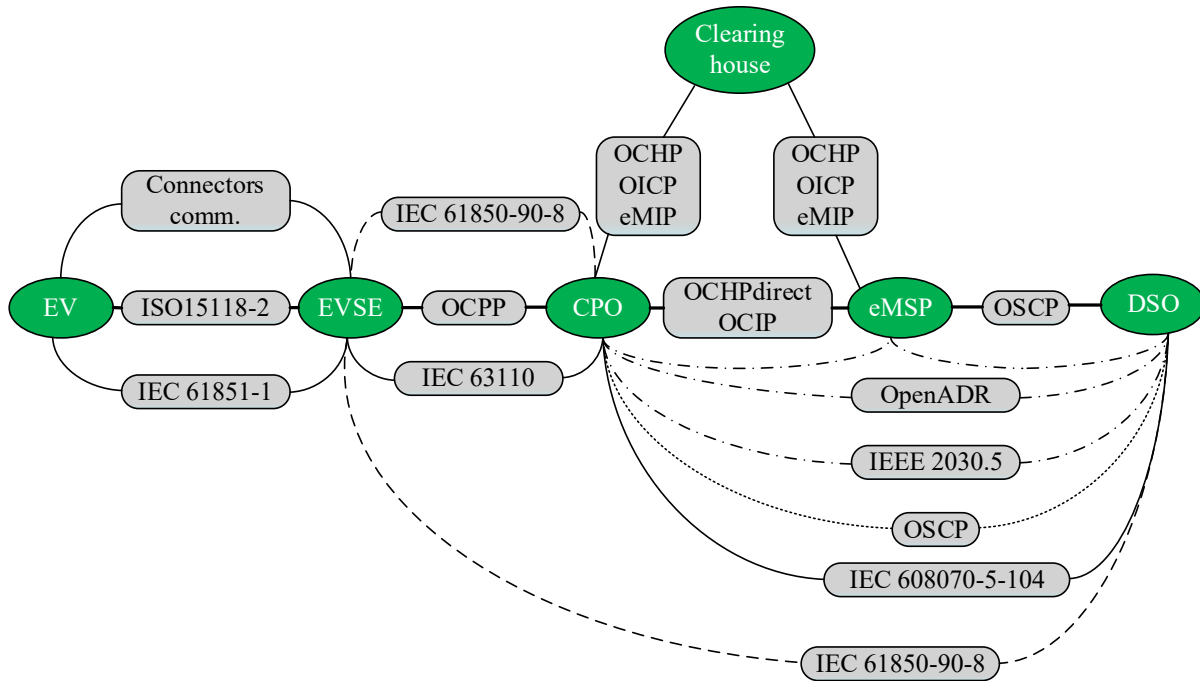 Clearing
house
OCHP
OICP
eMIP
OCHP
OICP
eMIP
Connectors
comm.
IEC 61850-90-8
EV
ISO15118-2
EVSE
OCPP
CPO
OCHPdirect
OCIP
eMSP
OSCP
DSO
IEC 61851-1
IEC 63110
OpenADR
IEEE 2030.5
OSCP
IEC 608070-5-104
IEC 61850-90-8